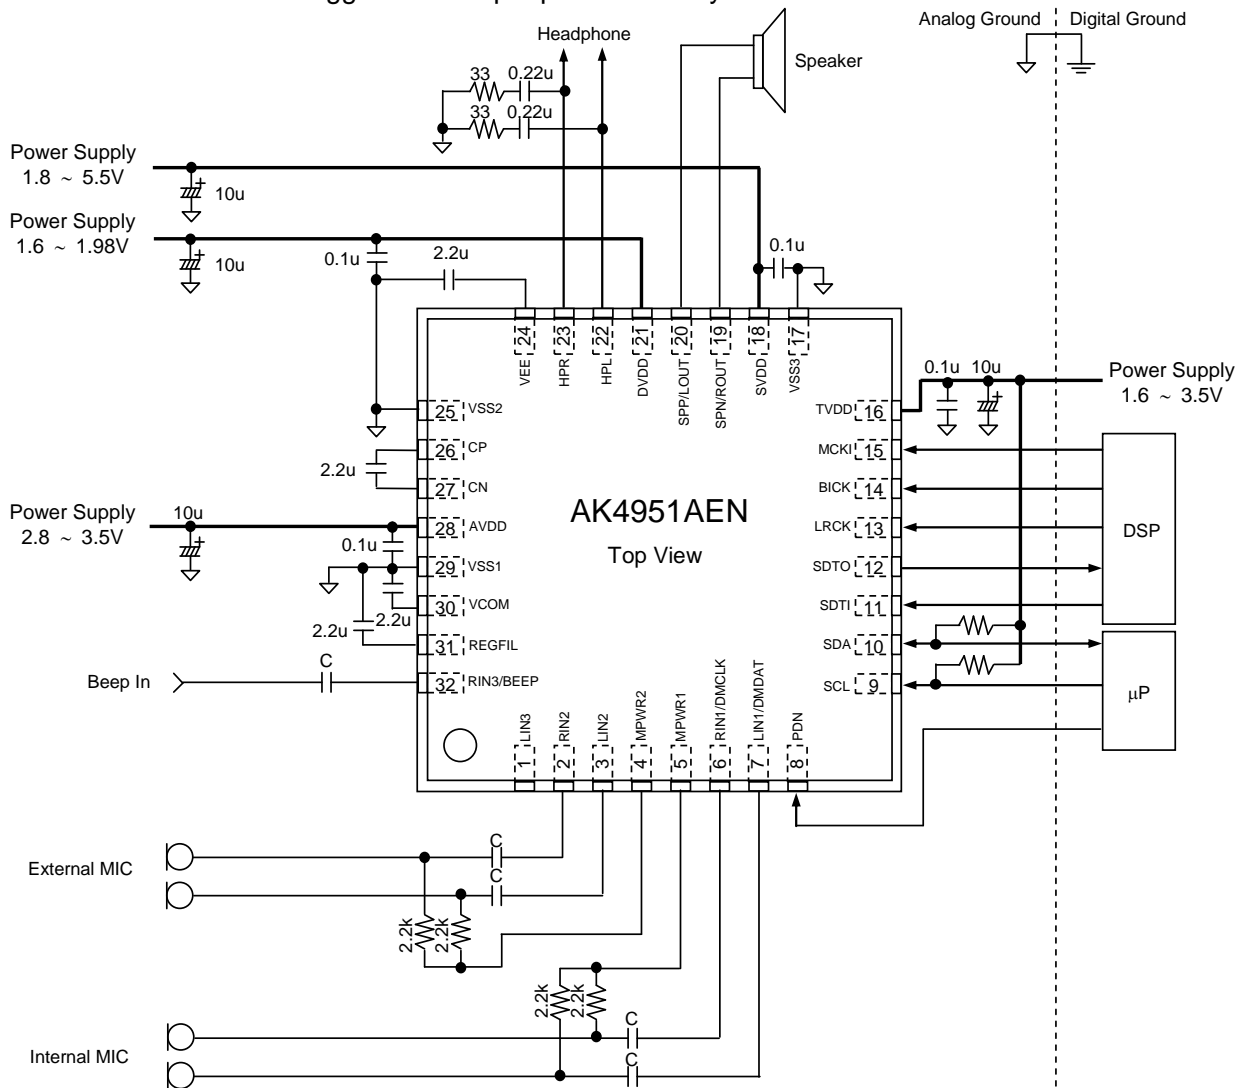 Analog Ground
Digital Ground
Headphone
Speaker
33
0.22u
33
0.22u
Power Supply
1.8 ~ 5.5V
10u
Power Supply
1.6 ~ 1.98V
10u
0.1u
2.2u
0.1u
24
23
22
21
20
19
18
17
VEE
HPR
HPL
DVDD
SPP/LOUT
SPN/ROUT
SVDD
VSS3
0.1u
10u
Power Supply
1.6 ~ 3.5V
25
VSS2
TVDD
16
26
CP
MCKI
15
2.2u
27
CN
BICK
14
Power Supply
2.8 ~ 3.5V
10u
28
AVDD
AK4951AEN
Top View
LRCK
13
DSP
0.1u
29
VSS1
SDTO
12
30
VCOM
SDTI
11
2.2u
2.2u
31
REGFIL
SDA
10
Beep In
C
32
RIN3/BEEP
SCL
9
µP
LIN3
RIN2
LIN2
MPWR2
MPWR1
RIN1/DMCLK
LIN1/DMDAT
PDN
1
2
3
4
5
6
7
8
External MIC
C
C
2.2k
2.2k
2.2k
2.2k
Internal MIC
C
C